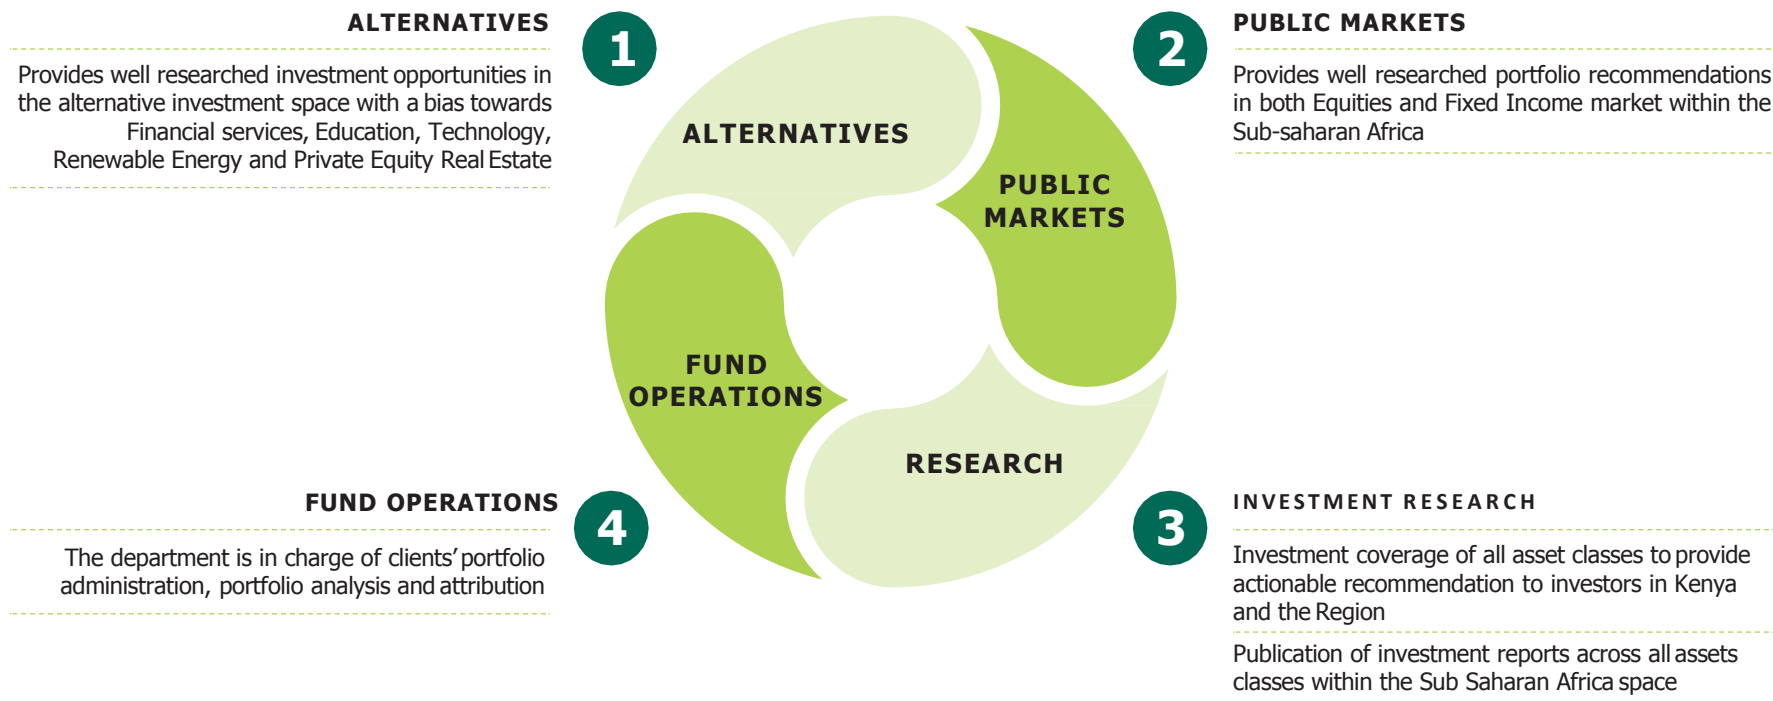 ALTERNATIVES
1
Provides well researched investment opportunities in
the alternative investment space with a bias towards
Financial services, Education, Technology,
Renewable Energy and Private Equity Real Estate
2
PUBLIC MARKETS
Provides well researched portfolio recommendations
in both Equities and Fixed Income market within the
Sub-saharan Africa
ALTERNATIVES
PUBLIC
MARKETS
FUND
OPERATIONS
RESEARCH
FUND OPERATIONS
4
The department is in charge of clients’ portfolio
administration, portfolio analysis and attribution
3
INVESTMENT RESEARCH
Investment coverage of all asset classes to provide
actionable recommendation to investors in Kenya
and the Region
Publication of investment reports across all assets
classes within the Sub Saharan Africa space